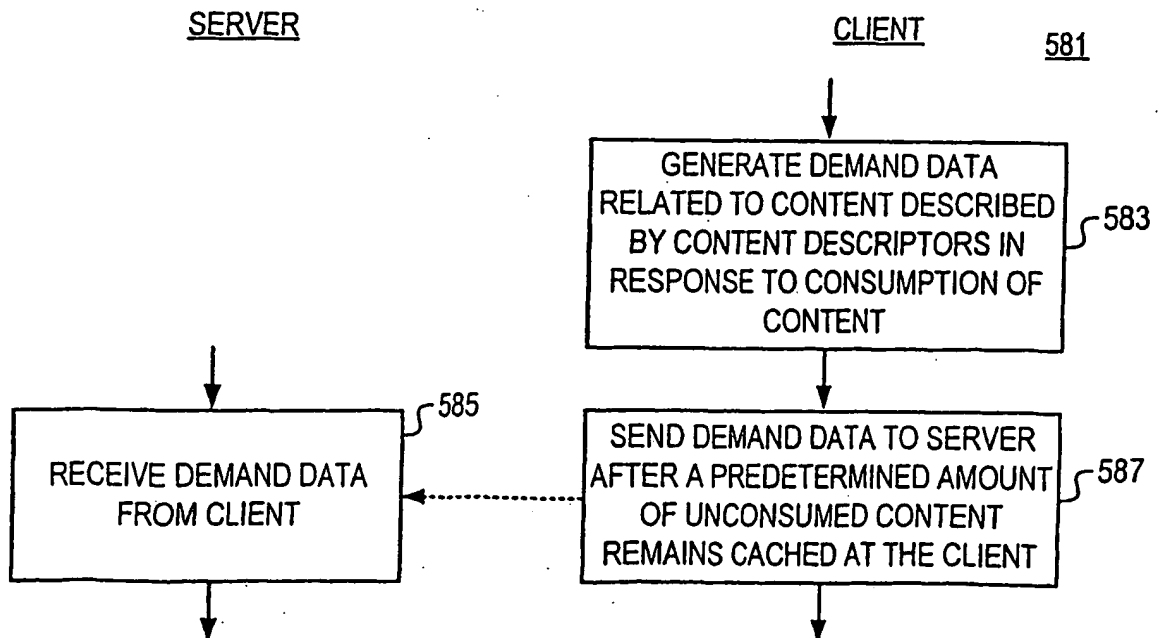 SERVER
CLIENT
581
GENERATE DEMAND DATA
RELATED TO CONTENT DESCRIBED
BY CONTENT DESCRIPTORS IN
RESPONSE TO CONSUMPTION OF
CONTENT
583
585
RECEIVE DEMAND DATA
FROM CLIENT
SEND DEMAND DATA TO SERVER
AFTER A PREDETERMINED AMOUNT
OF UNCONSUMED CONTENT
REMAINS CACHED AT THE CLIENT
587